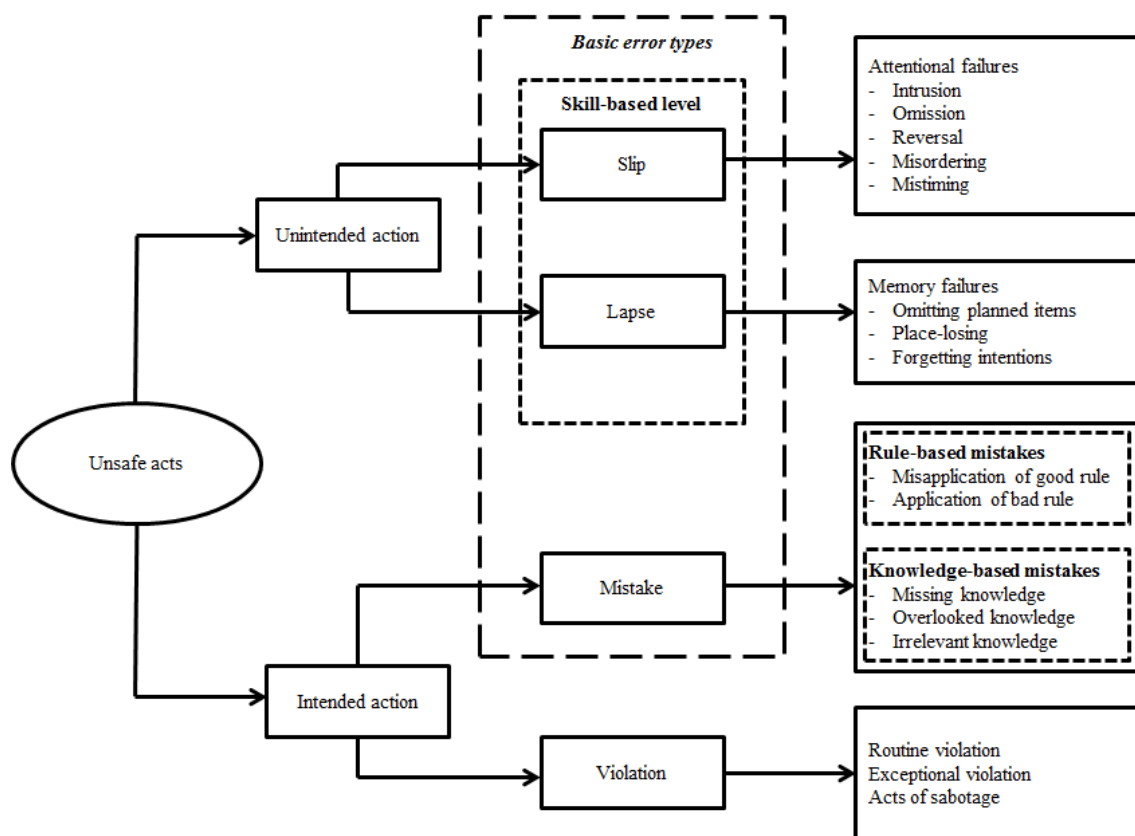 Basic error types
Skill-based level
Slip
Attentional failures
- Intrusion
- Omission
- Reversal
- Misordering
- Mistiming
Unintended action
Lapse
Memory failures
- Omitting planned items
- Place-losing
- Forgetting intentions
Unsafe acts
Rule-based mistakes
- Misapplication of good rule
- Application of bad rule
Mistake
Knowledge-based mistakes
- Missing knowledge
- Overlooked knowledge
- Irrelevant knowledge
Intended action
Violation
Routine violation
Exceptional violation
Acts of sabotage